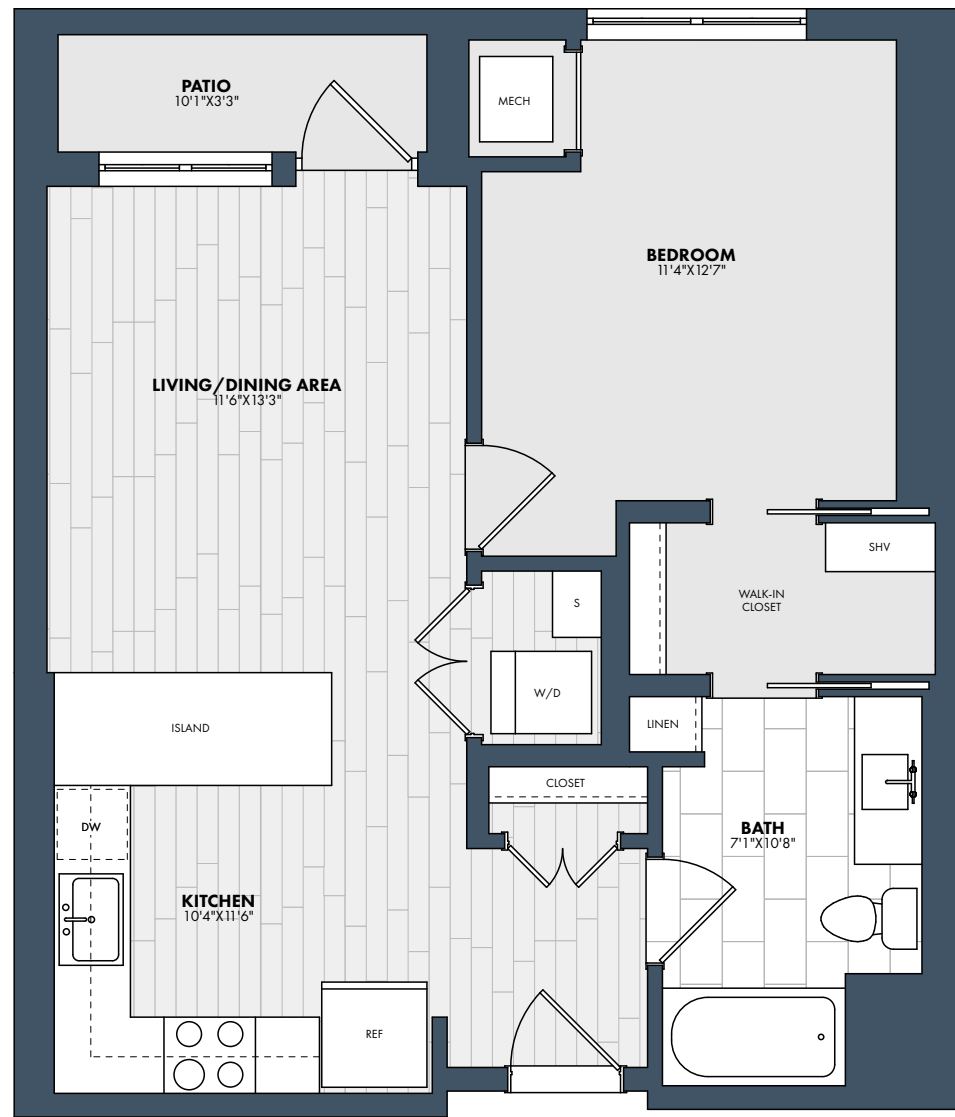 PATIO
10'1"X3'3"
MECH
BEDROOM
11'4"X12'7"
LIVING/DINING AREA
11'6"X13'3"
SHV
WALK-IN
CLOSET
S
W/D
LINEN
ISLAND
CLOSET
DW
BATH
7'1"X10'8"
KITCHEN
10'4"X11'6"
REF